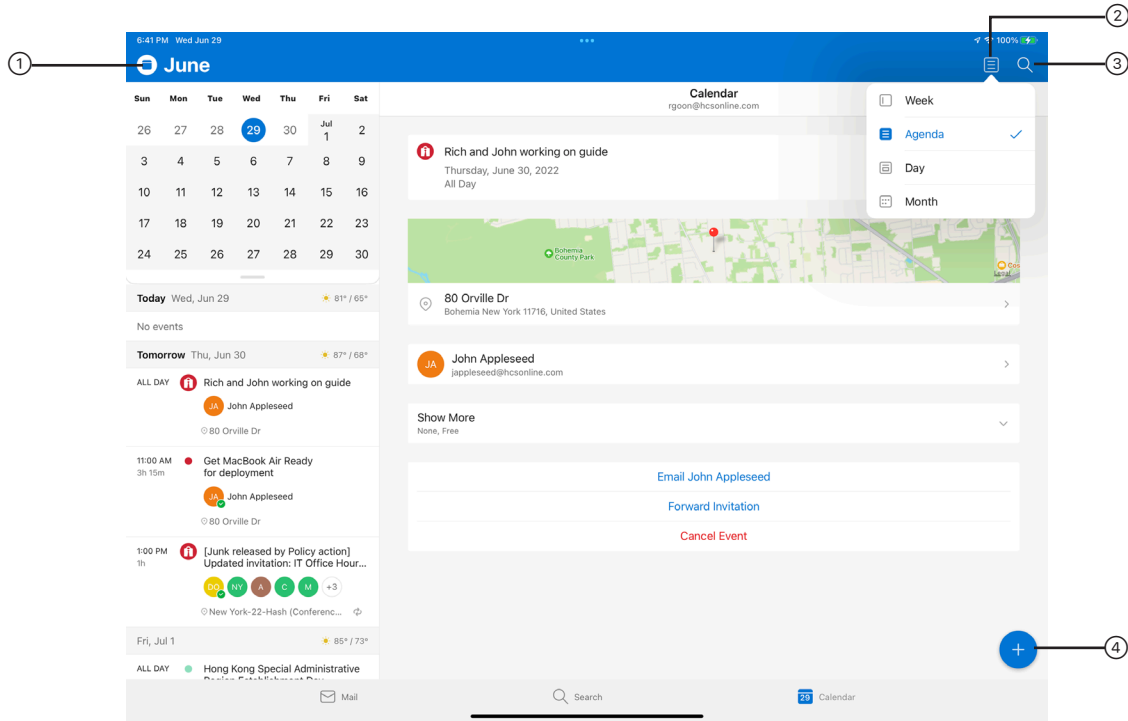 2
6:41 PM Wed Jun 29
100%
1
June
3
Sun Mon Tue Wed Thu Fri Sat
26 27 28 29 30 Jul 1 2
3 4 5 6 7 8 9
10 11 12 13 14 15 16
17 18 19 20 21 22 23
24 25 26 27 28 29 30
Today Wed, Jun 29 81° / 65°
No events
Tomorrow Thu, Jun 30 87° / 68°
ALL DAY Rich and John working on guide
JA John Appleseed
80 Orville Dr
11:00 AM Get MacBook Air Ready
3h 15m for deployment
JA John Appleseed
80 Orville Dr
1:00 PM [Junk released by Policy action]
1h Updated invitation: IT Office Hour...
DO NY A C M +3
New York-22-Hash (Conferenc...
Fri, Jul 1 85° / 73°
ALL DAY Hong Kong Special Administrative
Region Establishment Day
Calendar
rgoon@hcsonline.com
Rich and John working on guide
Thursday, June 30, 2022
All Day
Bohemia
County Park
Cos
Legal
80 Orville Dr
Bohemia New York 11716, United States
JA John Appleseed
jappleseed@hcsonline.com
Show More
None, Free
Email John Appleseed
Forward Invitation
Cancel Event
Week
Agenda
Day
Month
4
Mail
Search
29 Calendar